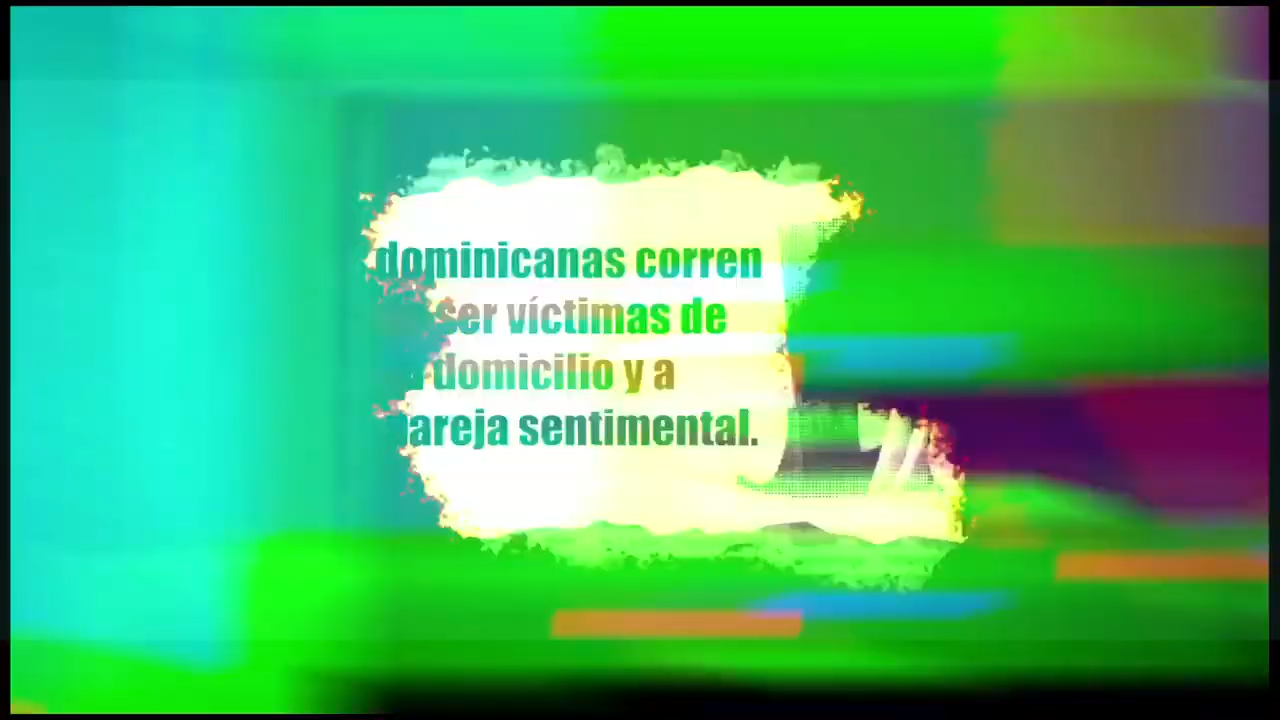 dominicanas corren
ser víctimas de
domicilio y a
areja sentimental.